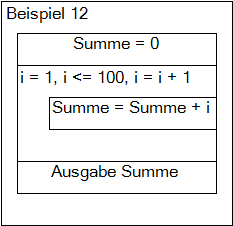 Beispiel 12
Summe = 0
i = 1, i <= 100, i = i + 1
Summe = Summe + i
Ausgabe Summe